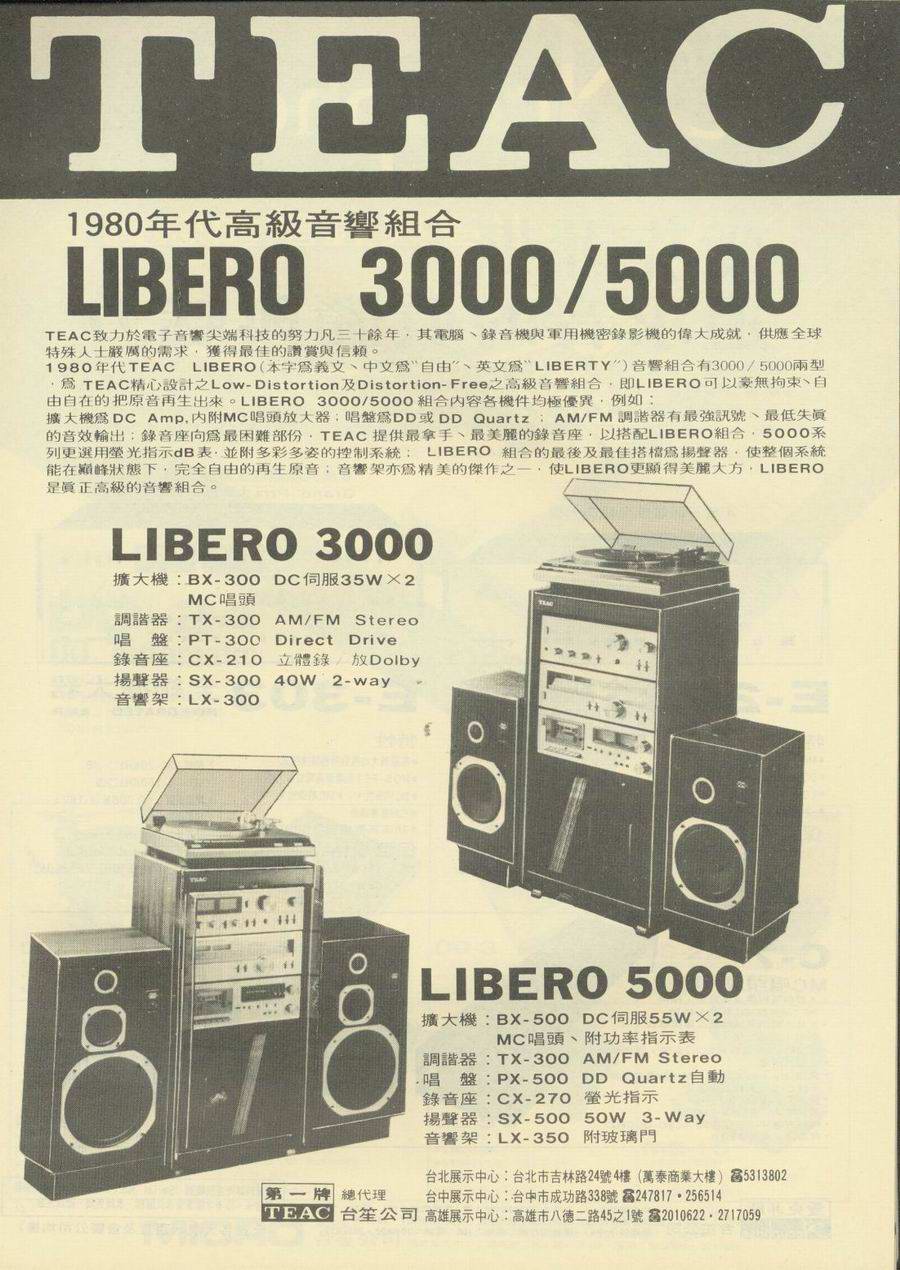 TEAC
1980年代高級音響組合
LIBERO 3000/5000
TEAC致力於電子音響尖端科技的努力凡三十餘年，其電腦、錄音機與軍用機密錄影機的偉大成就，供應全球
特殊人士嚴厲的需求，獲得最佳的讚賞與信賴。
1980年代TEAC LIBERO(本字爲義文、中文爲"自由"、英文爲"LIBERTY")音響組合有3000/5000兩型
，爲 TEAC精心設計之Low-Distortion及Distortion-Free之高級音響組合，即LIBERO可以豪無拘束、自
由自在的把原音再生出來。LIBERO 3000/5000組合内容各機件均極優異，例如：
擴大機爲DC Amp,内附MC唱頭放大器；唱盤爲DD或DD Quartz；AM/FM調諧器有最強訊號、最低失眞
的音效輸出；錄音座向爲最困難部份，TEAC 提供最拿手、最美麗的錄音座，以搭配LIBERO組合，5000系
列更選用螢光指示dB表，並附多彩多姿的控制系統；LIBERO 組合的最後及最佳搭檔爲揚聲器，使整個系統
能在巔峰狀態下，完全自由的再生原音；音響架亦爲精美的傑作之一，使LIBERO更顯得美麗大方，LIBERO
是眞正高級的音響組合。
LIBERO 3000
擴大機：BX-300 DC伺服35W×2
MC唱頭
調諧器：TX-300 AM/FM Stereo
唱　盤：PT-300 Direct Drive
錄音座：CX-210 立體錄／放Dolby
揚聲器：SX-300 40W 2-way
音響架：LX-300
TEAC
TEAC
LIBERO 5000
擴大機：BX-500 DC伺服55W×2
MC唱頭、附功率指示表
調諧器：TX-300 AM/FM Stereo
唱　盤：PX-500 DD Quartz自動
錄音座：CX-270 螢光指示
揚聲器：SX-500 50W 3-Way
音響架：LX-350 附玻璃門
第一牌
TEAC
總代理
台笙公司
台北展示中心：台北市吉林路24號4樓（萬泰商業大樓）☎5313802
台中展示中心：台中市成功路338號☎247817・256514
高雄展示中心：高雄市八德二路45之1號☎2010622・2717059